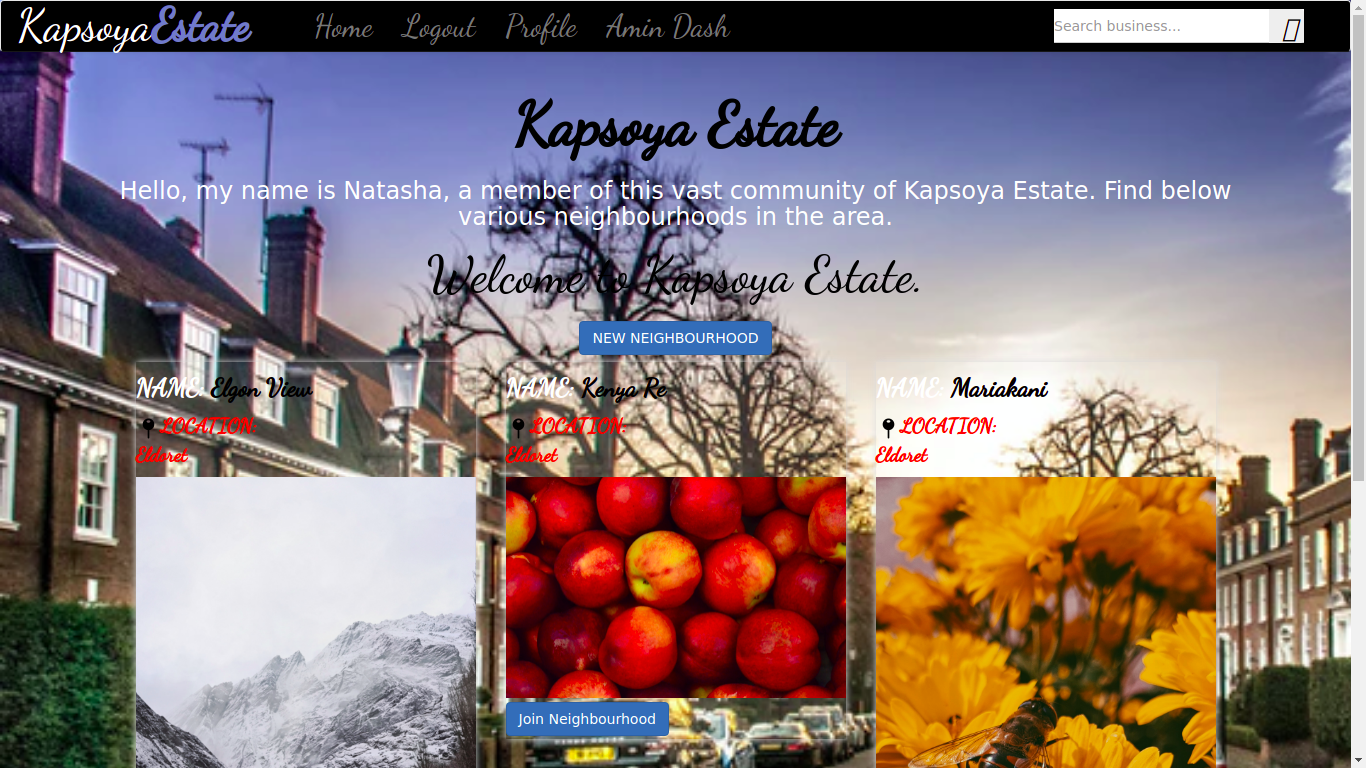 KapsoyaEstate Home Logout Profile Amin Dash Search business...
Kapsoya Estate
Hello, my name is Natasha, a member of this vast community of Kapsoya Estate. Find below
various neighbourhoods in the area.
Welcome to Kapsoya Estate.
NEW NEIGHBOURHOOD
NAME: Elgon View
LOCATION:
Eldoret
NAME: Kenya Re
LOCATION:
Eldoret
Join Neighbourhood
NAME: Mariakani
LOCATION:
Eldoret